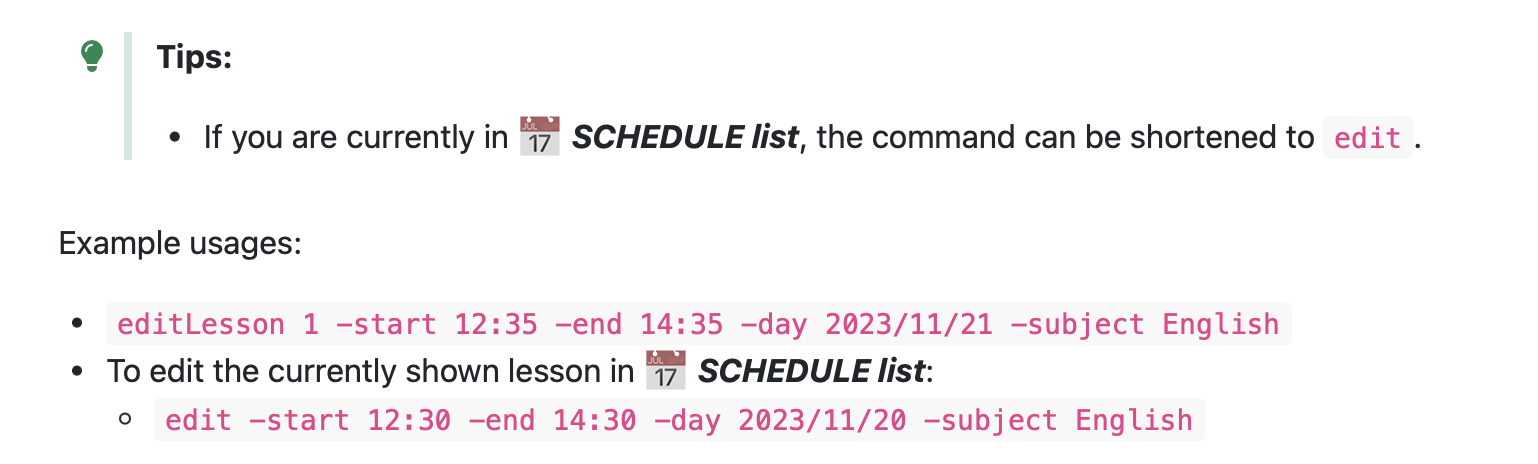 Tips:
• If you are currently in 📅 SCHEDULE list, the command can be shortened to edit.
Example usages:
• editLesson 1 -start 12:35 -end 14:35 -day 2023/11/21 -subject English
• To edit the currently shown lesson in 📅 SCHEDULE list:
○ edit -start 12:30 -end 14:30 -day 2023/11/20 -subject English